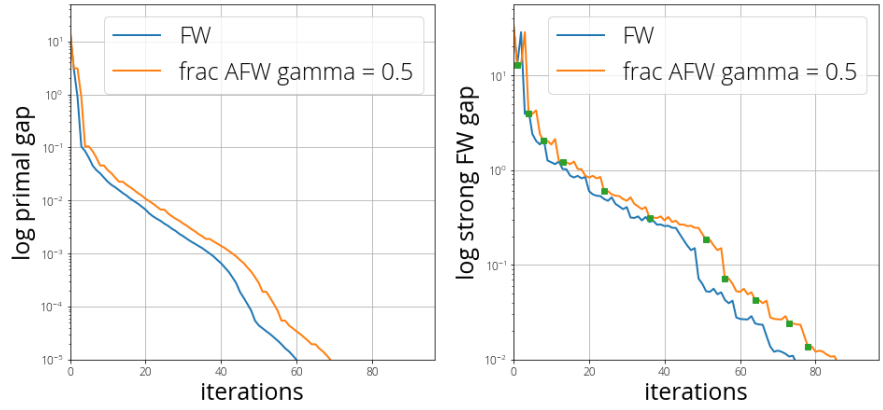 FW
frac AFW gamma = 0.5
log primal gap
10¹
10⁰
10⁻¹
10⁻²
10⁻³
10⁻⁴
10⁻⁵
0 20 40 60 80
iterations
FW
frac AFW gamma = 0.5
log strong FW gap
10¹
10⁰
10⁻¹
10⁻²
0 20 40 60 80
iterations